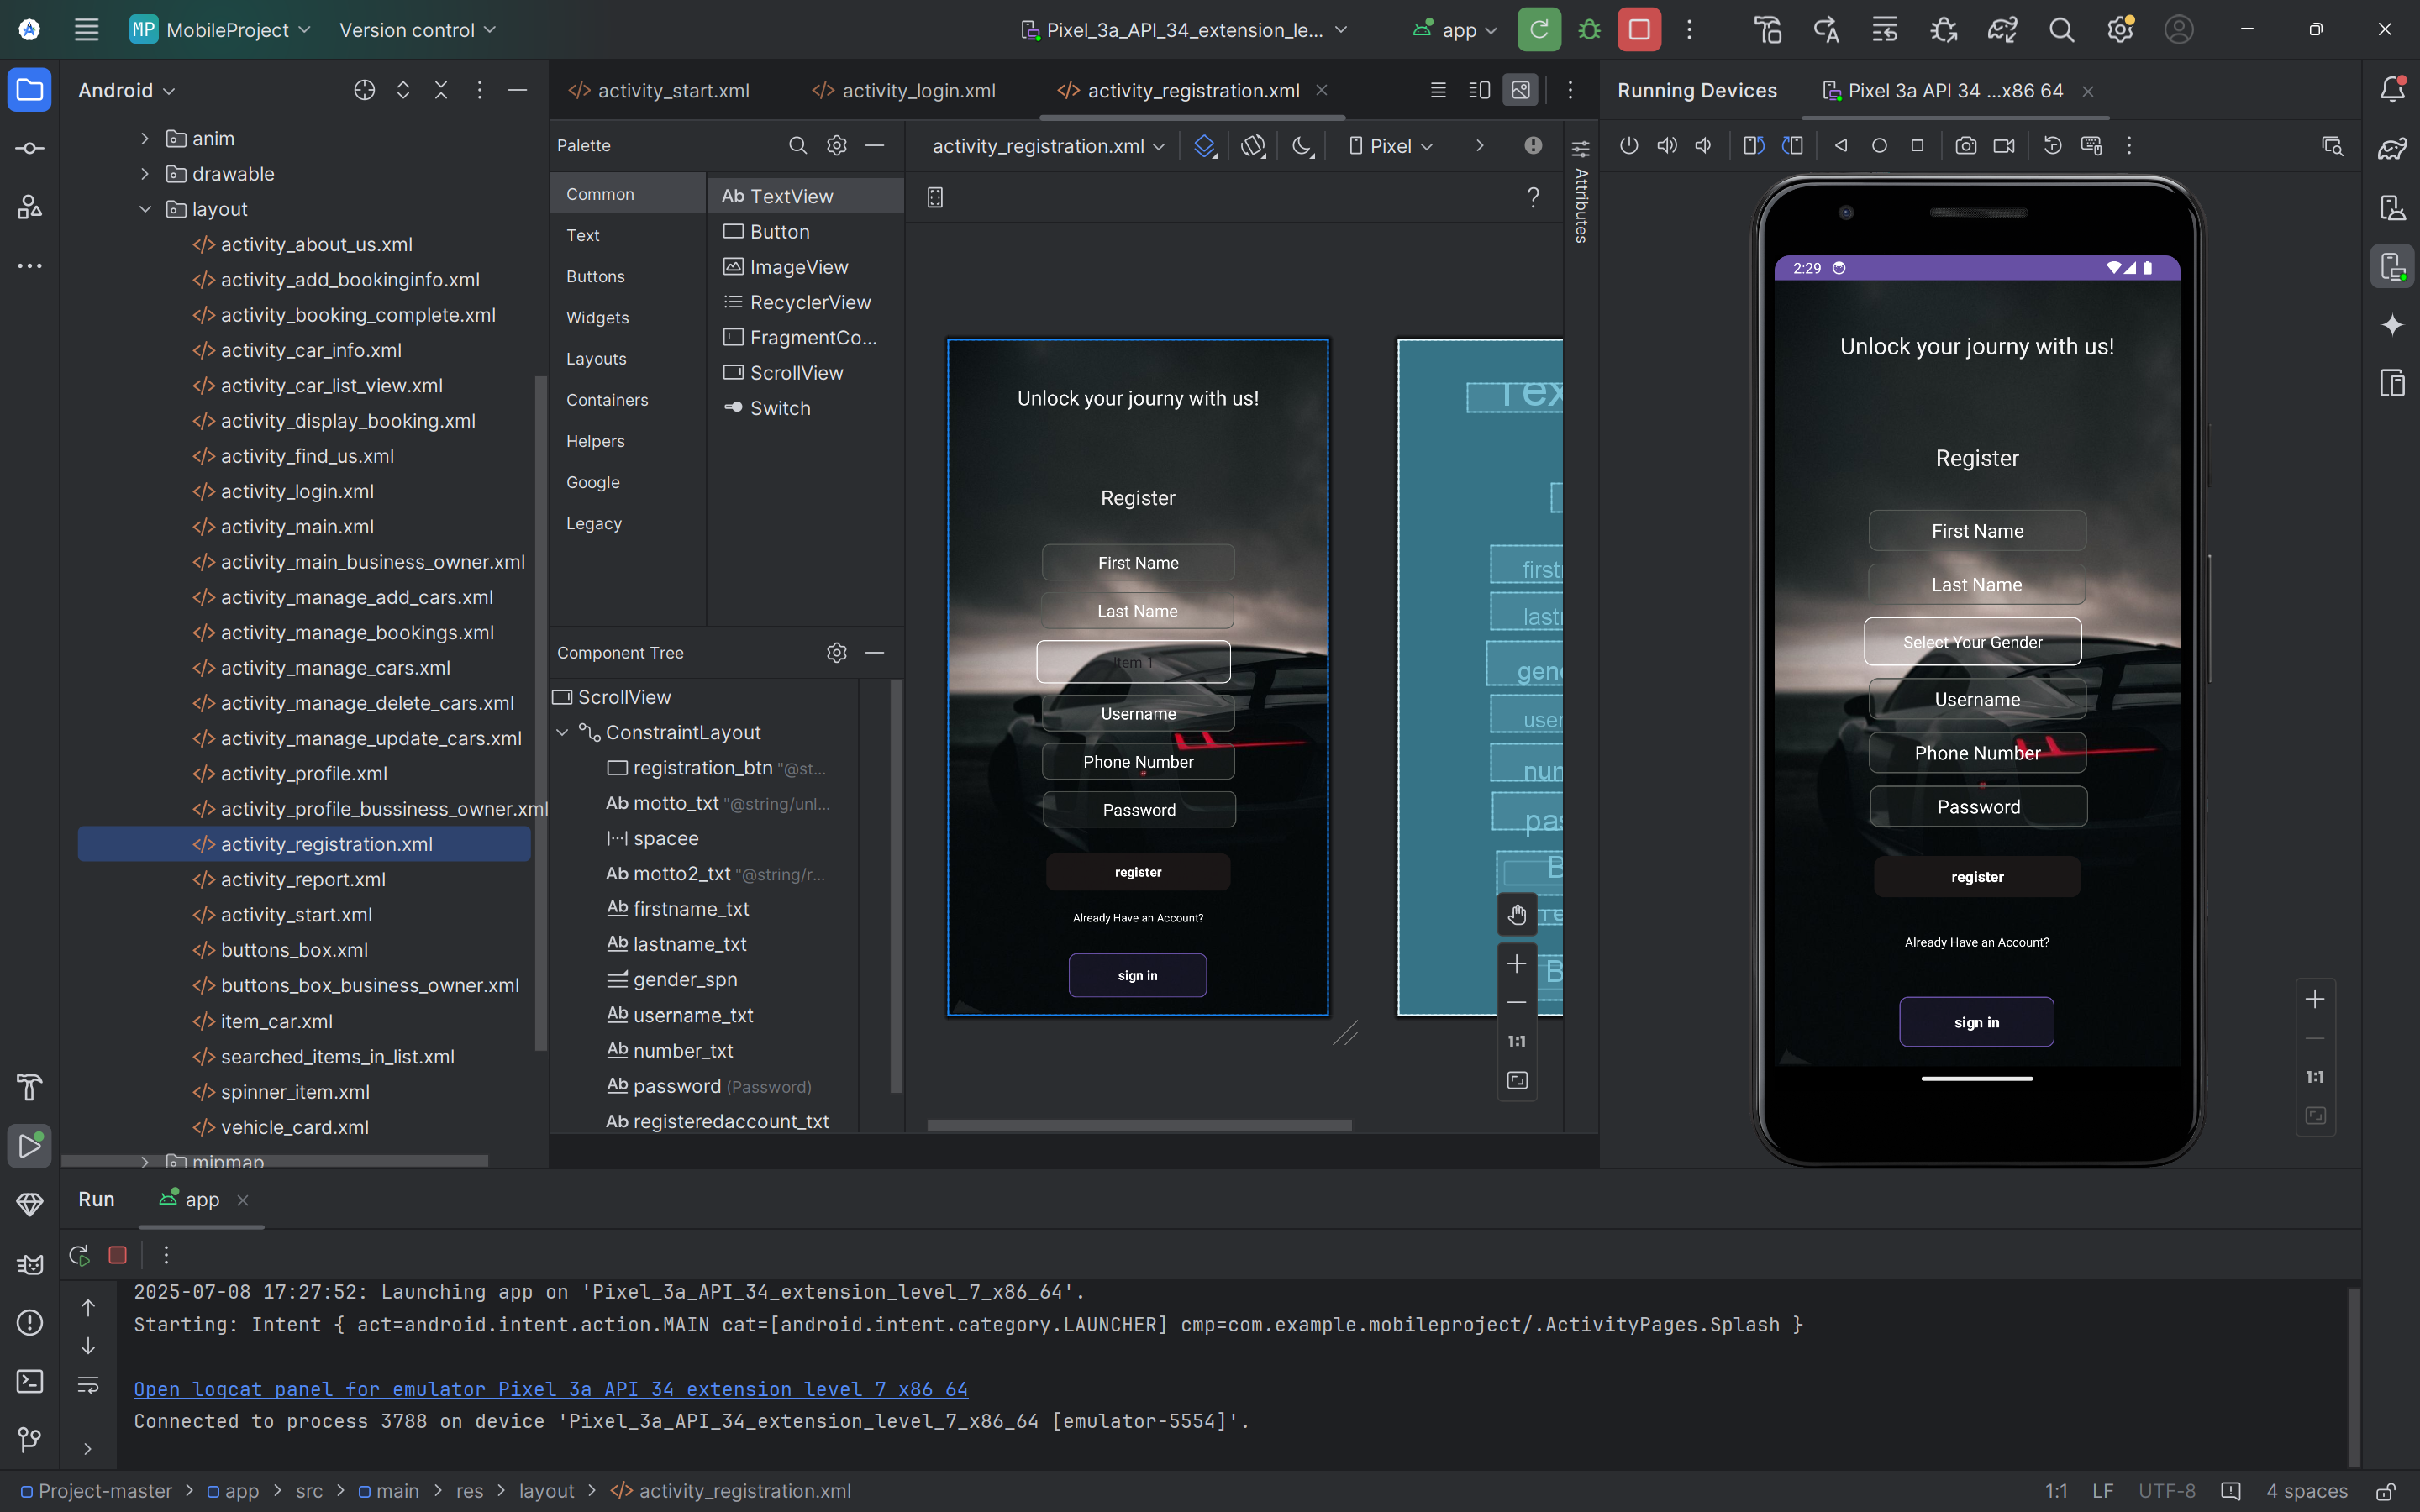 MP MobileProject Version control
Pixel_3a_API_34_extension_le... app
Android
activity_start.xml activity_login.xml activity_registration.xml
Running Devices Pixel 3a API 34 ...x86 64
anim
drawable
layout
activity_about_us.xml
activity_add_bookinginfo.xml
activity_booking_complete.xml
activity_car_info.xml
activity_car_list_view.xml
activity_display_booking.xml
activity_find_us.xml
activity_login.xml
activity_main.xml
activity_main_business_owner.xml
activity_manage_add_cars.xml
activity_manage_bookings.xml
activity_manage_cars.xml
activity_manage_delete_cars.xml
activity_manage_update_cars.xml
activity_profile.xml
activity_profile_bussiness_owner.xml
activity_registration.xml
activity_report.xml
activity_start.xml
buttons_box.xml
buttons_box_business_owner.xml
item_car.xml
searched_items_in_list.xml
spinner_item.xml
vehicle_card.xml
mipmap
Palette
Common
Text
Buttons
Widgets
Layouts
Containers
Helpers
Google
Legacy
Ab TextView
Button
ImageView
RecyclerView
FragmentCo...
ScrollView
Switch
Component Tree
ScrollView
ConstraintLayout
registration_btn "@st...
Ab motto_txt "@string/unl...
spacee
Ab motto2_txt "@string/r...
Ab firstname_txt
Ab lastname_txt
gender_spn
Ab username_txt
Ab number_txt
Ab password (Password)
Ab registeredaccount_txt
activity_registration.xml Pixel
?
Attributes
Unlock your journy with us!
Register
First Name
Last Name
Item 1
Username
Phone Number
Password
register
Already Have an Account?
sign in
Tex
first
last
gen
user
num
pas
B
B
1:1
2:29
Unlock your journy with us!
Register
First Name
Last Name
Select Your Gender
Username
Phone Number
Password
register
Already Have an Account?
sign in
1:1
Run app
2025-07-08 17:27:52: Launching app on 'Pixel_3a_API_34_extension_level_7_x86_64'.
Starting: Intent { act=android.intent.action.MAIN cat=[android.intent.category.LAUNCHER] cmp=com.example.mobileproject/.ActivityPages.Splash }
Open logcat panel for emulator Pixel 3a API 34 extension level 7 x86 64
Connected to process 3788 on device 'Pixel_3a_API_34_extension_level_7_x86_64 [emulator-5554]'.
Project-master > app > src > main > res > layout > activity_registration.xml
1:1 LF UTF-8 4 spaces